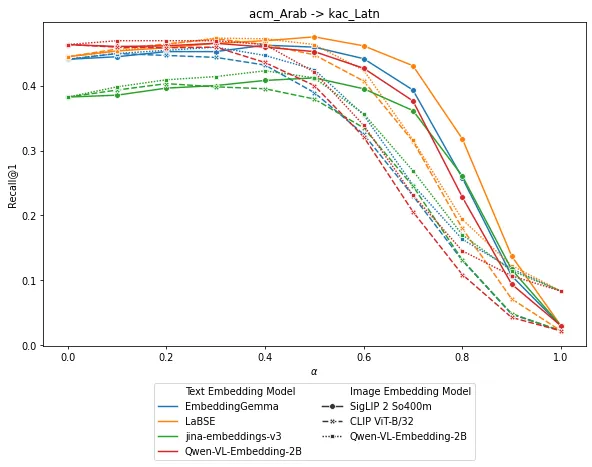 acm_Arab -> kac_Latn
Recall@1
0.4
0.3
0.2
0.1
0.0
0.0 0.2 0.4 0.6 0.8 1.0
α
Text Embedding Model Image Embedding Model
EmbeddingGemma SigLIP 2 So400m
LaBSE CLIP ViT-B/32
jina-embeddings-v3 Qwen-VL-Embedding-2B
Qwen-VL-Embedding-2B